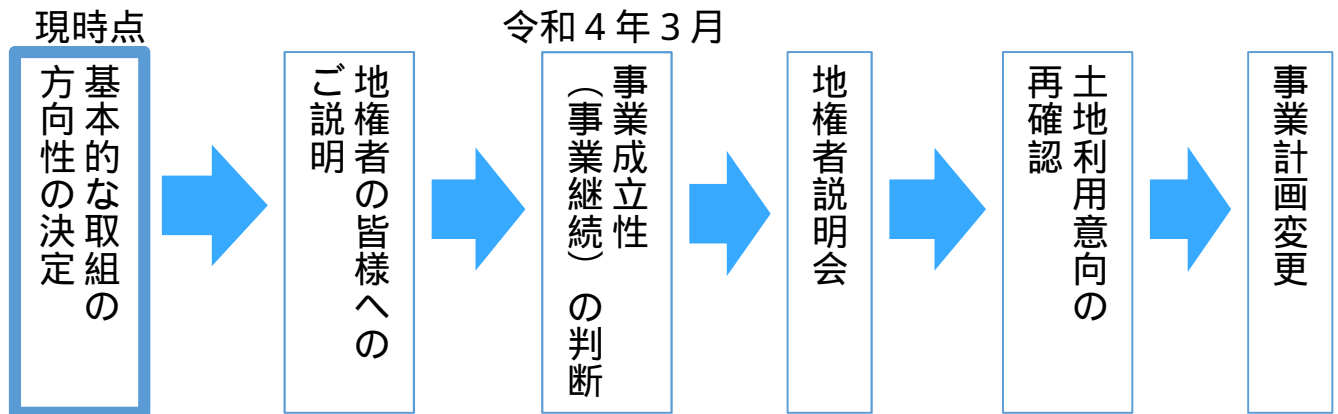 現時点
令和４年３月
基本的な取組の
方向性の決定
地権者の皆様への
ご説明
事業成立性
（事業継続）の判断
地権者説明会
土地利用意向の
再確認
事業計画変更